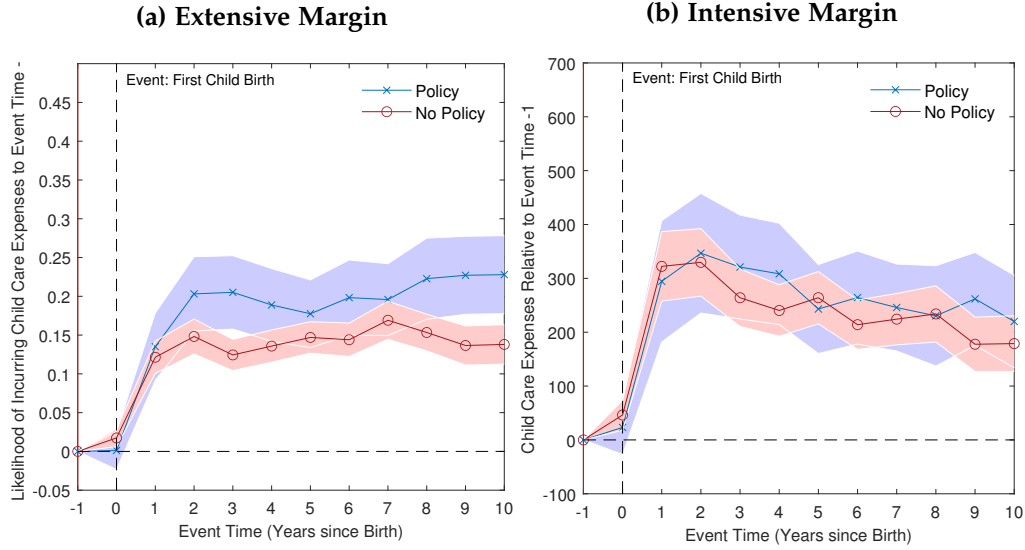 (a) Extensive Margin
Likelihood of Incurring Child Care Expenses to Event Time -
Event: First Child Birth
Policy
No Policy
0.45
0.4
0.35
0.3
0.25
0.2
0.15
0.1
0.05
0
-0.05
-1 0 1 2 3 4 5 6 7 8 9 10
Event Time (Years since Birth)
(b) Intensive Margin
Child Care Expenses Relative to Event Time -1
Event: First Child Birth
Policy
No Policy
700
600
500
400
300
200
100
0
-100
-1 0 1 2 3 4 5 6 7 8 9 10
Event Time (Years since Birth)